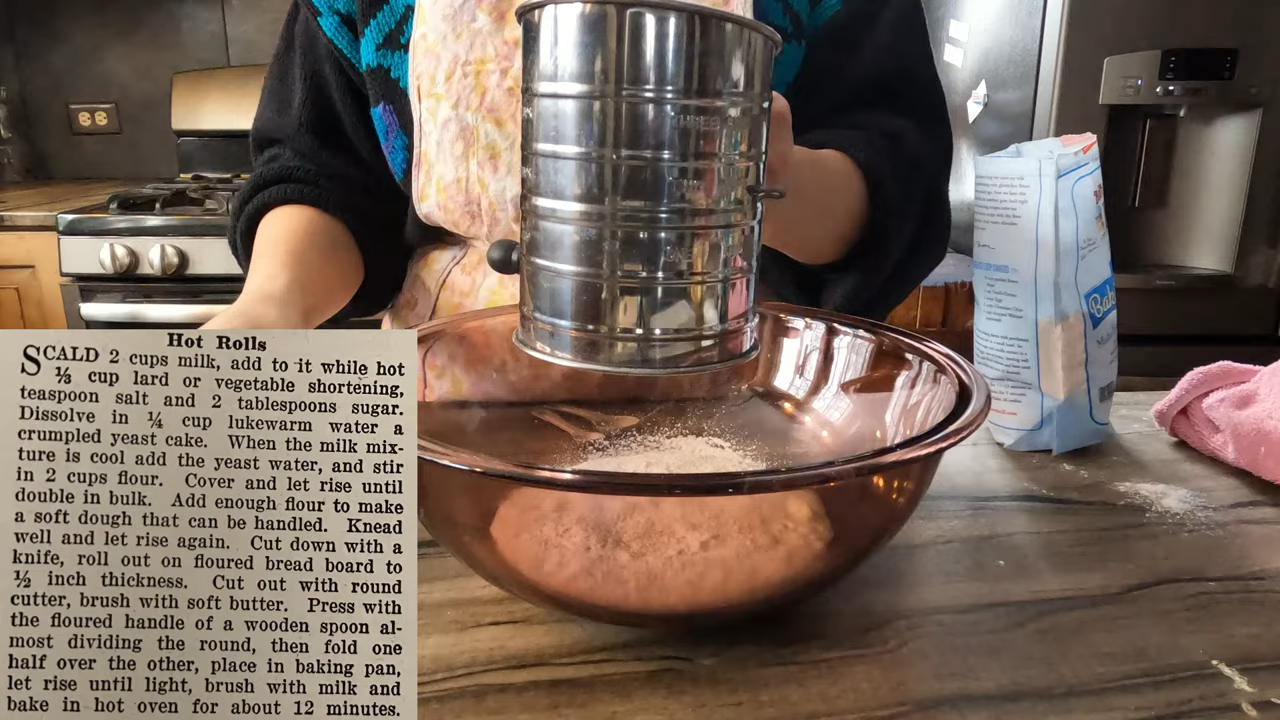 Hot Rolls
SCALD 2 cups milk, add to it while hot
⅓ cup lard or vegetable shortening,
teaspoon salt and 2 tablespoons sugar.
Dissolve in ¼ cup lukewarm water a
crumpled yeast cake. When the milk mix-
ture is cool add the yeast water, and stir
in 2 cups flour. Cover and let rise until
double in bulk. Add enough flour to make
a soft dough that can be handled. Knead
well and let rise again. Cut down with a
knife, roll out on floured bread board to
½ inch thickness. Cut out with round
cutter, brush with soft butter. Press with
the floured handle of a wooden spoon al-
most dividing the round, then fold one
half over the other, place in baking pan,
let rise until light, brush with milk and
bake in hot oven for about 12 minutes.